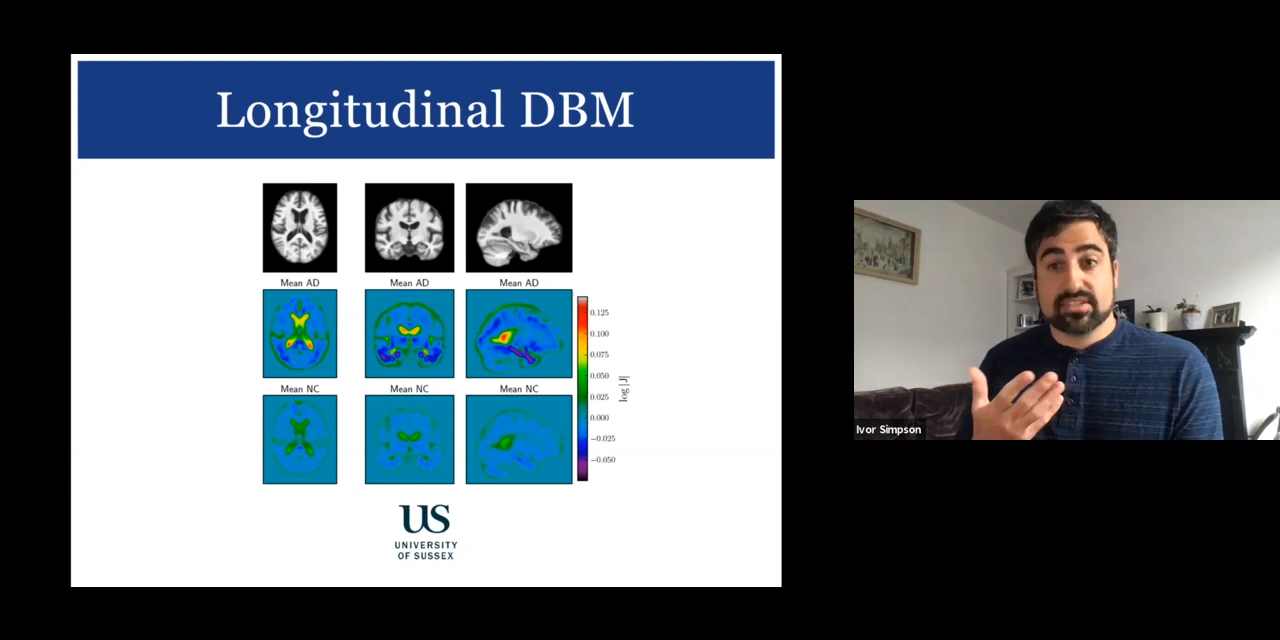 Longitudinal DBM
Mean AD
Mean AD
Mean AD
0.125
0.100
0.075
0.050
0.025
0.000
−0.025
−0.050
log |J|
Mean NC
Mean NC
Mean NC
US
UNIVERSITY
OF SUSSEX
Ivor Simpson